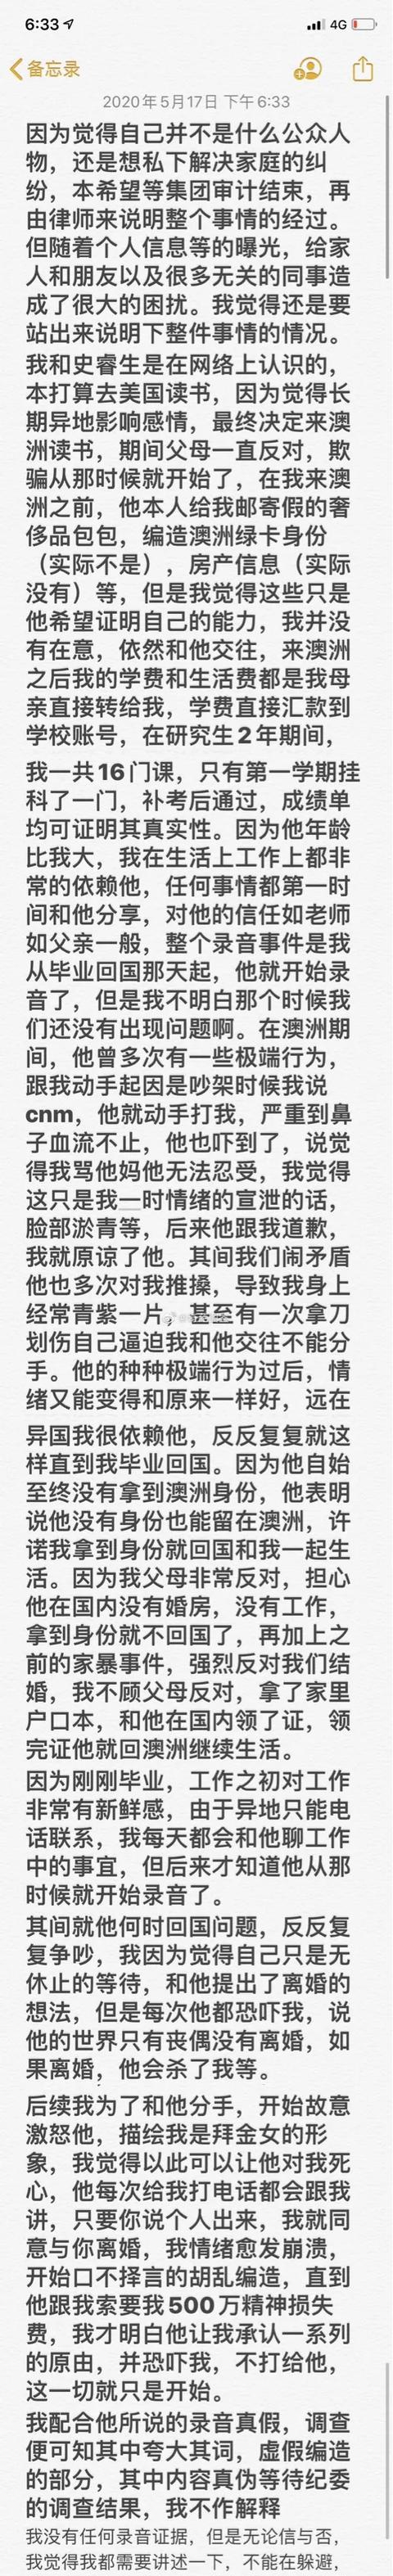 6:33
4G
备忘录
2020年5月17日 下午6:33
因为觉得自己并不是什么公众人
物，还是想私下解决家庭的纠
纷，本希望等集团审计结束，再
由律师来说明整个事情的经过。
但随着个人信息等的曝光，给家
人和朋友以及很多无关的同事造
成了很大的困扰。我觉得还是要
站出来说明下整件事情的情况。
我和史睿生是在网络上认识的，
本打算去美国读书，因为觉得长
期异地影响感情，最终决定来澳
洲读书，期间父母一直反对，欺
骗从那时候就开始了，在我来澳
洲之前，他本人给我邮寄假的奢
侈品包包，编造澳洲绿卡身份
（实际不是），房产信息（实际
没有）等，但是我觉得这些只是
他希望证明自己的能力，我并没
有在意，依然和他交往，来澳洲
之后我的学费和生活费都是我母
亲直接转给我，学费直接汇款到
学校账号，在研究生2年期间，
我一共16门课，只有第一学期挂
科了一门，补考后通过，成绩单
均可证明其真实性。因为他年龄
比我大，我在生活上工作上都非
常的依赖他，任何事情都第一时
间和他分享，对他的信任如老师
如父亲一般，整个录音事件是我
从毕业回国那天起，他就开始录
音了，但是我不明白那个时候我
们还没有出现问题啊。在澳洲期
间，他曾多次有一些极端行为，
跟我动手起因是吵架时候我说
cnm，他就动手打我，严重到鼻
子血流不止，他也吓到了，说觉
得我骂他妈他无法忍受，我觉得
这只是我一时情绪的宣泄的话，
脸部淤青等，后来他跟我道歉，
我就原谅了他。其间我们闹矛盾
他也多次对我推搡，导致我身上
经常青紫一片，甚至有一次拿刀
划伤自己逼迫我和他交往不能分
手。他的种种极端行为过后，情
绪又能变得和原来一样好，远在
异国我很依赖他，反反复复就这
样直到我毕业回国。因为他自始
至终没有拿到澳洲身份，他表明
说他没有身份也能留在澳洲，许
诺我拿到身份就回国和我一起生
活。因为我父母非常反对，担心
他在国内没有婚房，没有工作，
拿到身份就不回国了，再加上之
前的家暴事件，强烈反对我们结
婚，我不顾父母反对，拿了家里
户口本，和他在国内领了证，领
完证他就回澳洲继续生活。
因为刚刚毕业，工作之初对工作
非常有新鲜感，由于异地只能电
话联系，我每天都会和他聊工作
中的事宜，但后来才知道他从那
时候就开始录音了。
其间就他何时回国问题，反反复
复争吵，我因为觉得自己只是无
休止的等待，和他提出了离婚的
想法，但是每次他都恐吓我，说
他的世界只有丧偶没有离婚，如
果离婚，他会杀了我等。
后续我为了和他分手，开始故意
激怒他，描绘我是拜金女的形
象，我觉得以此可以让他对我死
心，他每次给我打电话都会跟我
讲，只要你说个人出来，我就同
意与你离婚，我情绪愈发崩溃，
开始口不择言的胡乱编造，直到
他跟我索要我500万精神损失
费，我才明白他让我承认一系列
的原由，并恐吓我，不打给他，
这一切就只是开始。
我配合他所说的录音真假，调查
便可知其中夸大其词，虚假编造
的部分，其中内容真伪等待纪委
的调查结果，我不作解释
我没有任何录音证据，但是无论信与否，
我觉得我都需要讲述一下，不能在躲避，